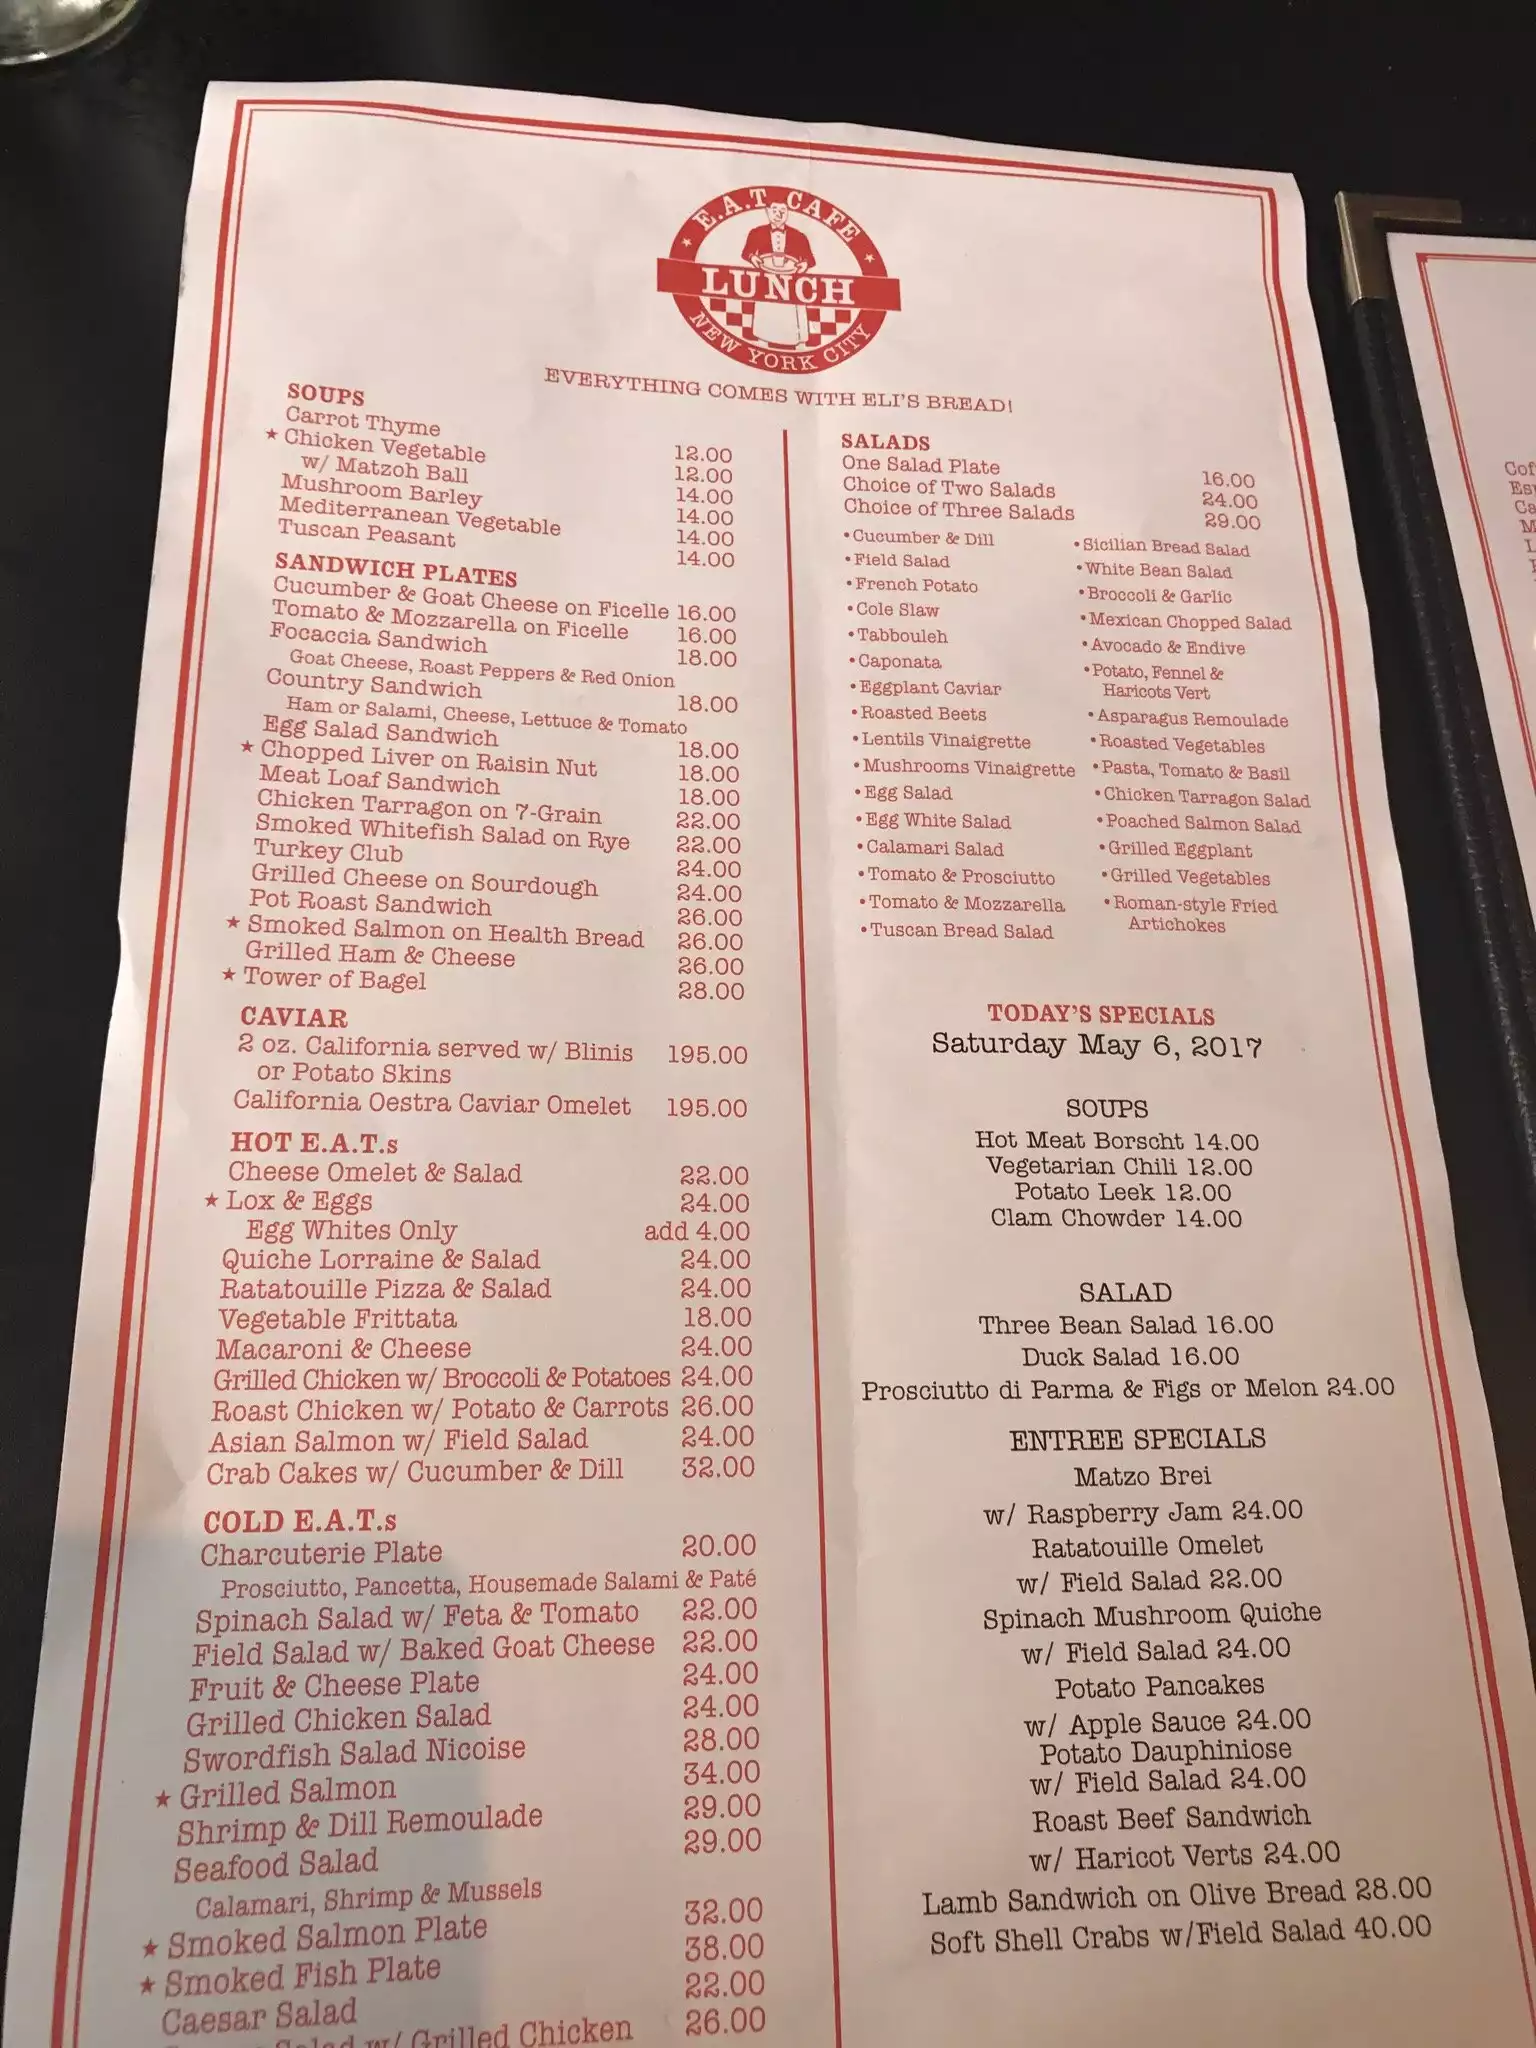 E.A.T CAFE
LUNCH
NEW YORK CITY
EVERYTHING COMES WITH ELI'S BREAD!
SOUPS
Carrot Thyme 12.00
★ Chicken Vegetable 12.00
w/ Matzoh Ball 14.00
Mushroom Barley 14.00
Mediterranean Vegetable 14.00
Tuscan Peasant 14.00
SANDWICH PLATES
Cucumber & Goat Cheese on Ficelle 16.00
Tomato & Mozzarella on Ficelle 16.00
Focaccia Sandwich 18.00
Goat Cheese, Roast Peppers & Red Onion
Country Sandwich 18.00
Ham or Salami, Cheese, Lettuce & Tomato
Egg Salad Sandwich 18.00
★ Chopped Liver on Raisin Nut 18.00
Meat Loaf Sandwich 18.00
Chicken Tarragon on 7-Grain 22.00
Smoked Whitefish Salad on Rye 22.00
Turkey Club 24.00
Grilled Cheese on Sourdough 24.00
Pot Roast Sandwich 26.00
★ Smoked Salmon on Health Bread 26.00
Grilled Ham & Cheese 26.00
★ Tower of Bagel 28.00
CAVIAR
2 oz. California served w/ Blinis 195.00
or Potato Skins
California Oestra Caviar Omelet 195.00
HOT E.A.T.s
Cheese Omelet & Salad 22.00
★ Lox & Eggs 24.00
Egg Whites Only add 4.00
Quiche Lorraine & Salad 24.00
Ratatouille Pizza & Salad 24.00
Vegetable Frittata 18.00
Macaroni & Cheese 24.00
Grilled Chicken w/ Broccoli & Potatoes 24.00
Roast Chicken w/ Potato & Carrots 26.00
Asian Salmon w/ Field Salad 24.00
Crab Cakes w/ Cucumber & Dill 32.00
COLD E.A.T.s
Charcuterie Plate 20.00
Prosciutto, Pancetta, Housemade Salami & Paté
Spinach Salad w/ Feta & Tomato 22.00
Field Salad w/ Baked Goat Cheese 22.00
Fruit & Cheese Plate 24.00
Grilled Chicken Salad 24.00
Swordfish Salad Nicoise 28.00
★ Grilled Salmon 34.00
Shrimp & Dill Remoulade 29.00
Seafood Salad 29.00
Calamari, Shrimp & Mussels
★ Smoked Salmon Plate 32.00
★ Smoked Fish Plate 38.00
Caesar Salad 22.00
Salad w/ Grilled Chicken 26.00
SALADS
One Salad Plate 16.00
Choice of Two Salads 24.00
Choice of Three Salads 29.00
• Cucumber & Dill
• Field Salad
• French Potato
• Cole Slaw
• Tabbouleh
• Caponata
• Eggplant Caviar
• Roasted Beets
• Lentils Vinaigrette
• Mushrooms Vinaigrette
• Egg Salad
• Egg White Salad
• Calamari Salad
• Tomato & Prosciutto
• Tomato & Mozzarella
• Tuscan Bread Salad
• Sicilian Bread Salad
• White Bean Salad
• Broccoli & Garlic
• Mexican Chopped Salad
• Avocado & Endive
• Potato, Fennel &
Haricots Vert
• Asparagus Remoulade
• Roasted Vegetables
• Pasta, Tomato & Basil
• Chicken Tarragon Salad
• Poached Salmon Salad
• Grilled Eggplant
• Grilled Vegetables
• Roman-style Fried
Artichokes
TODAY'S SPECIALS
Saturday May 6, 2017
SOUPS
Hot Meat Borscht 14.00
Vegetarian Chili 12.00
Potato Leek 12.00
Clam Chowder 14.00
SALAD
Three Bean Salad 16.00
Duck Salad 16.00
Prosciutto di Parma & Figs or Melon 24.00
ENTREE SPECIALS
Matzo Brei
w/ Raspberry Jam 24.00
Ratatouille Omelet
w/ Field Salad 22.00
Spinach Mushroom Quiche
w/ Field Salad 24.00
Potato Pancakes
w/ Apple Sauce 24.00
Potato Dauphiniose
w/ Field Salad 24.00
Roast Beef Sandwich
w/ Haricot Verts 24.00
Lamb Sandwich on Olive Bread 28.00
Soft Shell Crabs w/Field Salad 40.00